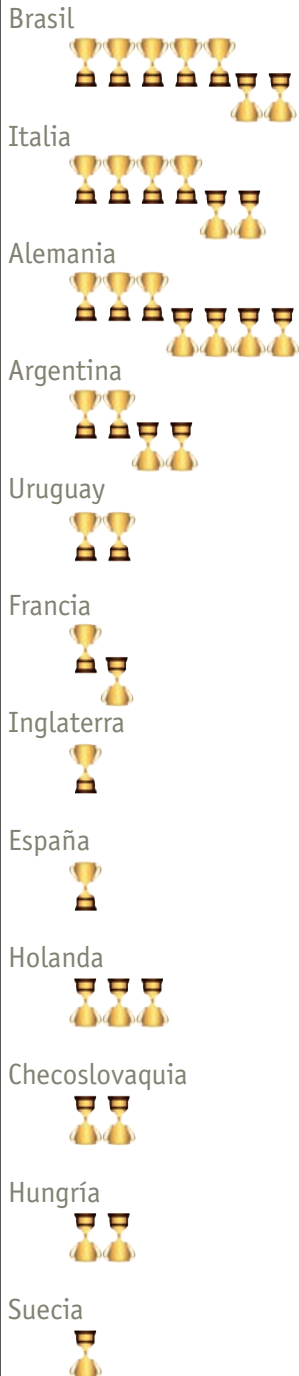 Brasil
Italia
Alemania
Argentina
Uruguay
Francia
Inglaterra
España
Holanda
Checoslovaquia
Hungría
Suecia